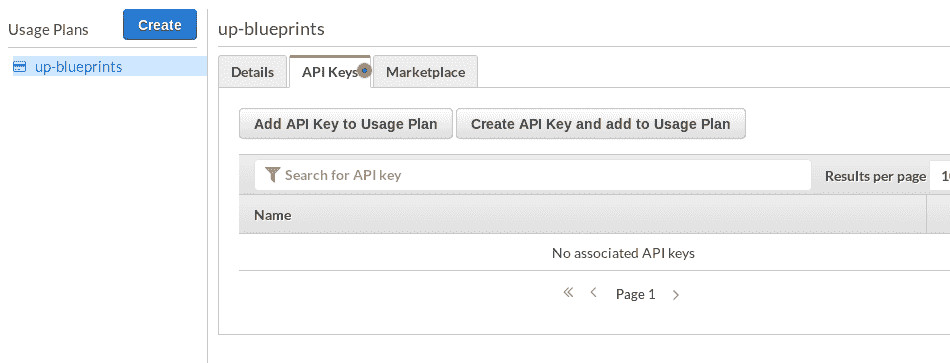 Usage Plans
Create
up-blueprints
up-blueprints
Details
API Keys
Marketplace
Add API Key to Usage Plan
Create API Key and add to Usage Plan
Search for API key
Results per page
Name
No associated API keys
Page 1